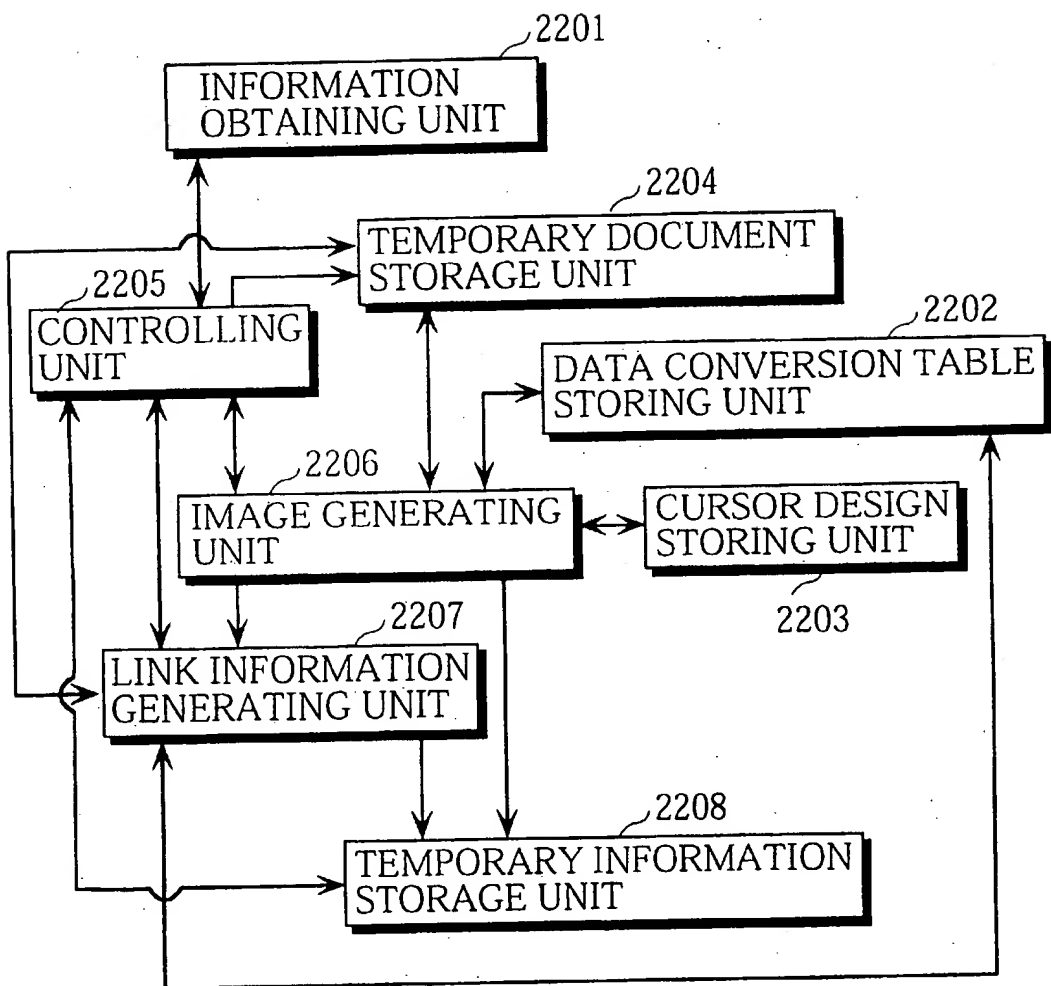 2201
INFORMATION
OBTAINING UNIT
2204
TEMPORARY DOCUMENT
STORAGE UNIT
2205
CONTROLLING
UNIT
2202
DATA CONVERSION TABLE
STORING UNIT
2206
IMAGE GENERATING
UNIT
CURSOR DESIGN
STORING UNIT
2203
2207
LINK INFORMATION
GENERATING UNIT
2208
TEMPORARY INFORMATION
STORAGE UNIT